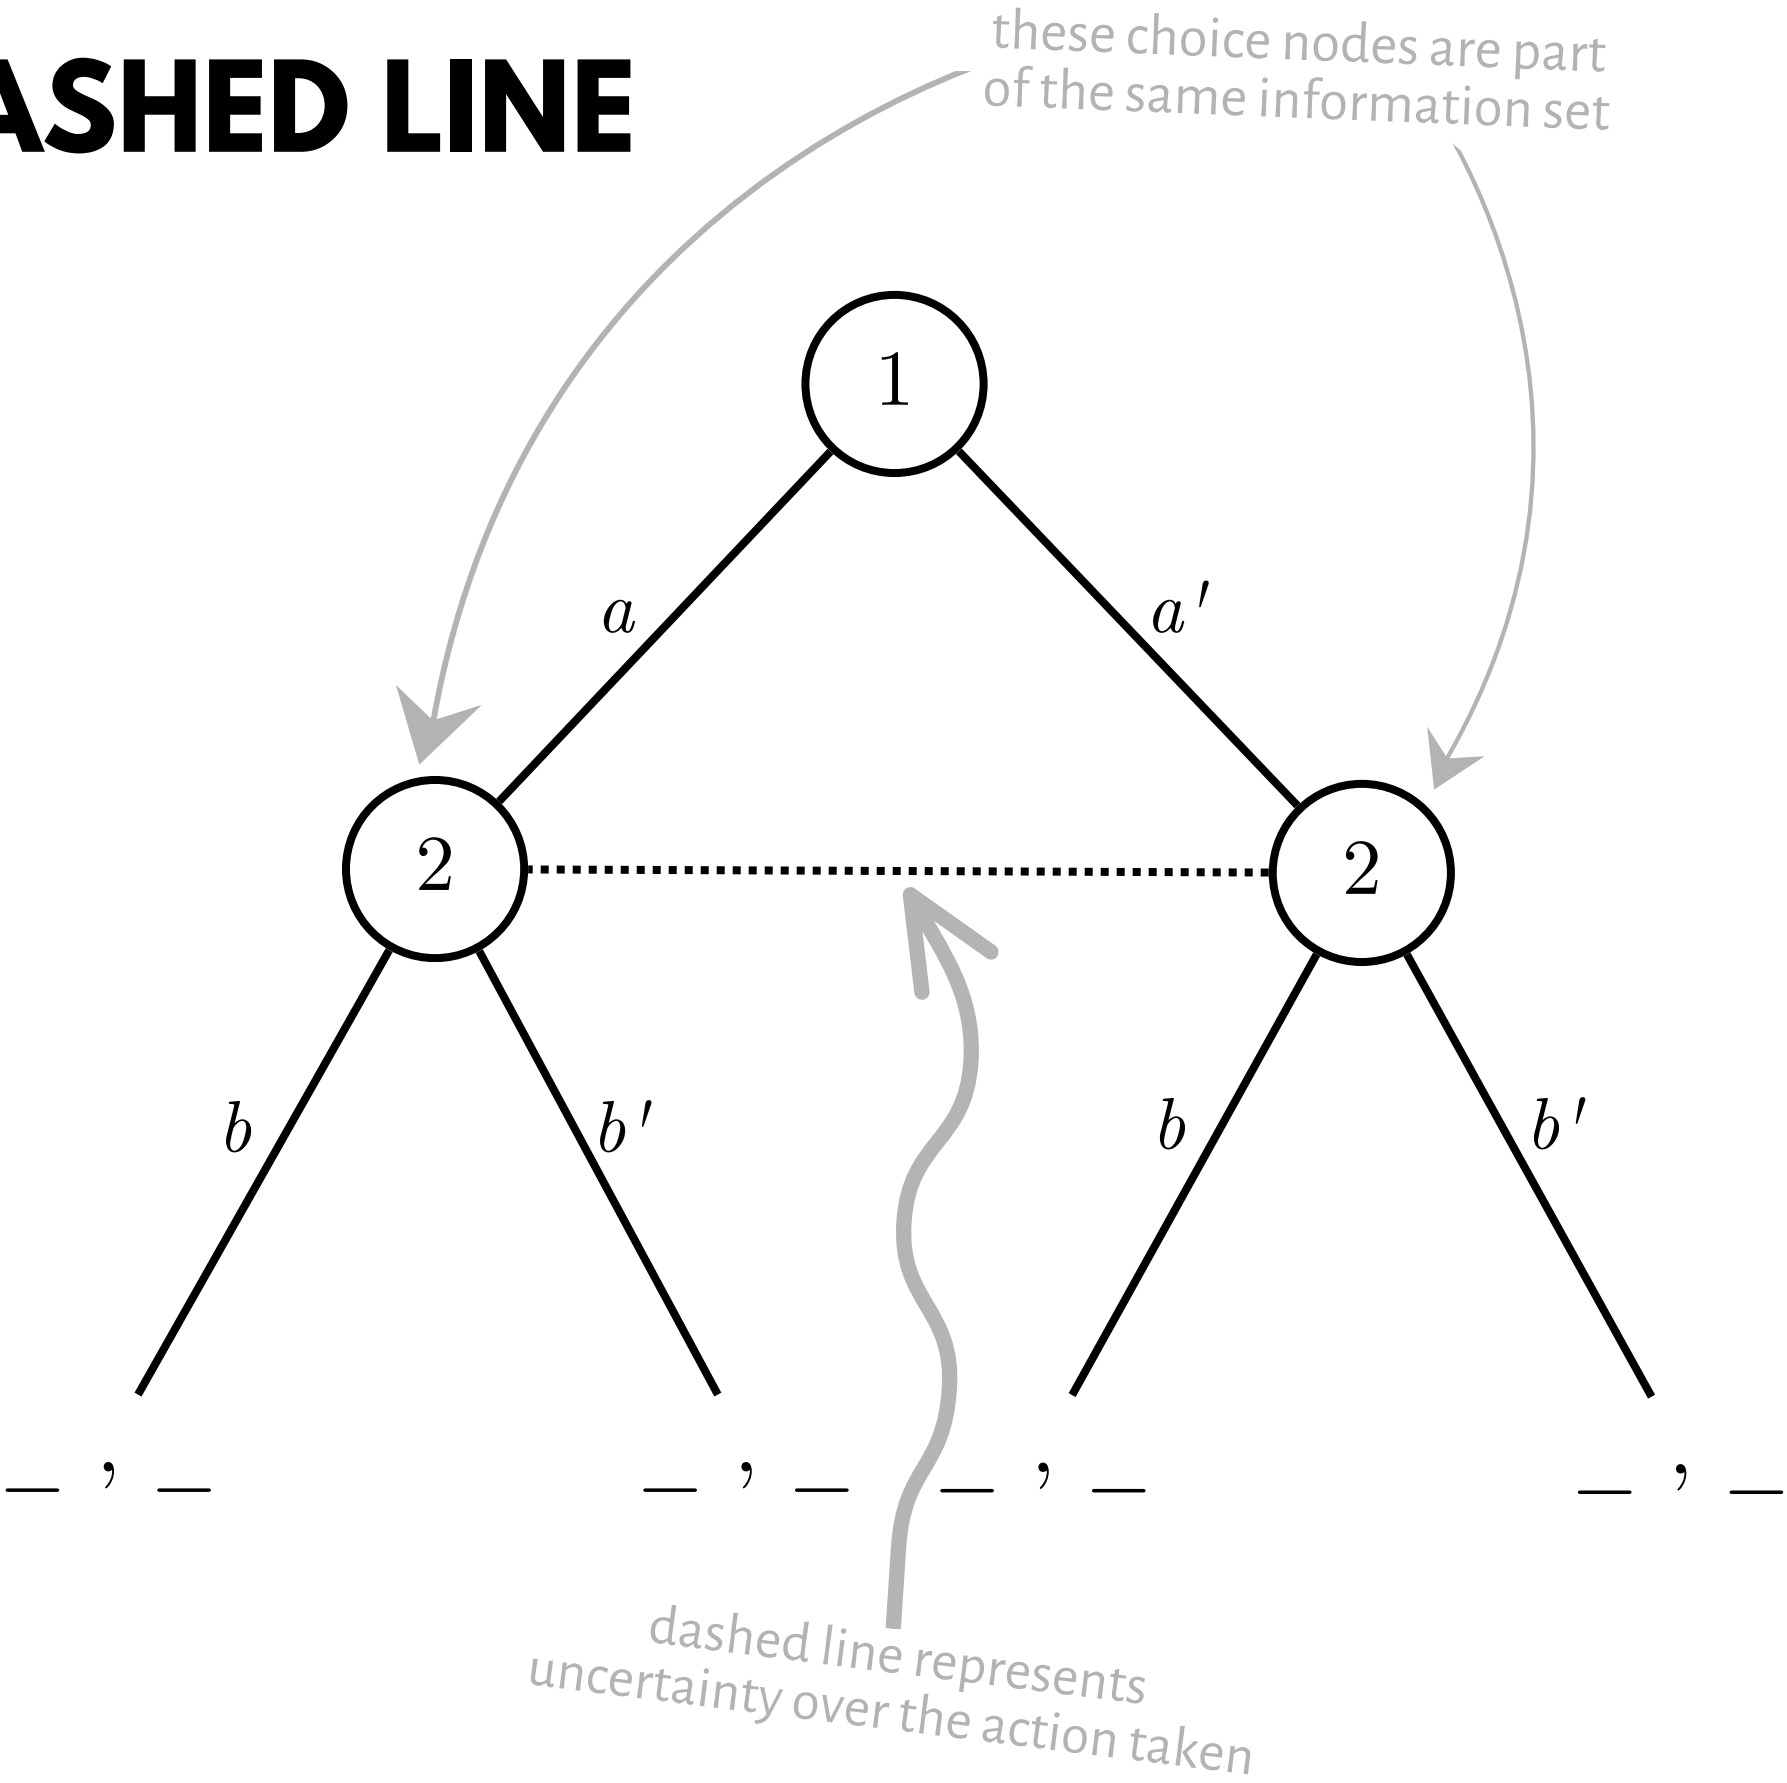 ASHED LINE
these choice nodes are part
of the same information set
1
a a′
2 2
b b′ b b′
_ , _ _ , _ _ , _ _ , _
dashed line represents
uncertainty over the action taken